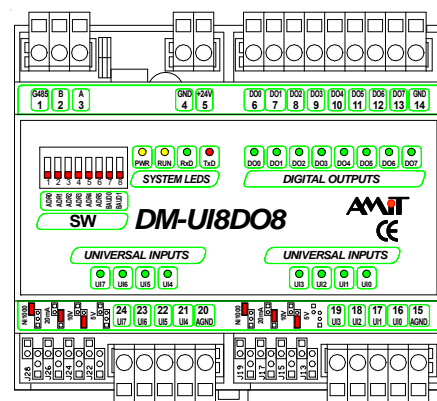 G485 B A GND +24V DO0 DO1 DO2 DO3 DO4 DO5 DO6 DO7 GND
1 2 3 4 5 6 7 8 9 10 11 12 13 14
PWR RUN RxD TxD DO0 DO1 DO2 DO3 DO4 DO5 DO6 DO7
SYSTEM LEDS DIGITAL OUTPUTS
1 2 3 4 5 6 7 8
ADR0 ADR1 ADR2 ADR3 ADR4 ADR5 BAUD0 BAUD1
SW DM-UI8DO8 AMiT
CE
UNIVERSAL INPUTS UNIVERSAL INPUTS
UI7 UI6 UI5 UI4 UI3 UI2 UI1 UI0
Ni1000 20mA 10V 5V 24 23 22 21 20 Ni1000 20mA 10V 5V 19 18 17 16 15
UI7 UI6 UI5 UI4 AGND UI3 UI2 UI1 UI0 AGND
J28 J26 J24 J22 J19 J17 J15 J13